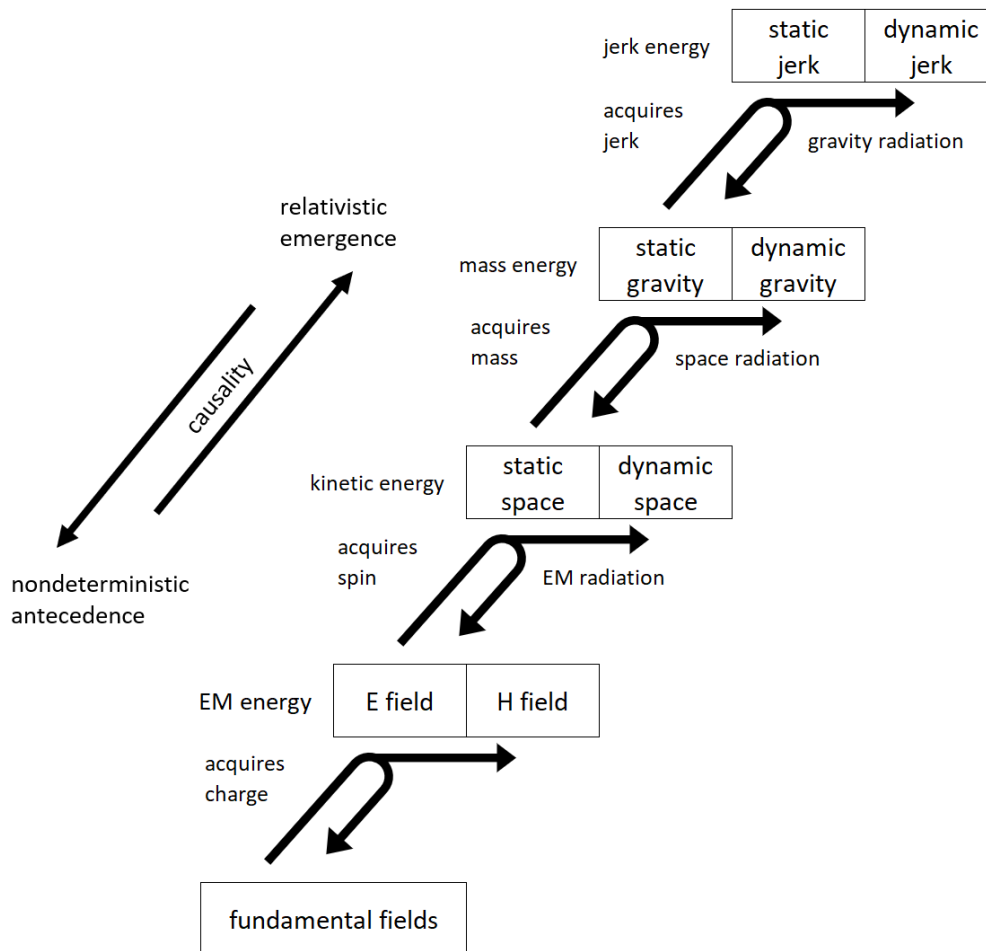 jerk energy
static
jerk
dynamic
jerk
acquires
jerk
gravity radiation
relativistic
emergence
mass energy
static
gravity
dynamic
gravity
acquires
mass
space radiation
causality
kinetic energy
static
space
dynamic
space
acquires
spin
EM radiation
nondeterministic
antecedence
EM energy
E field
H field
acquires
charge
fundamental fields